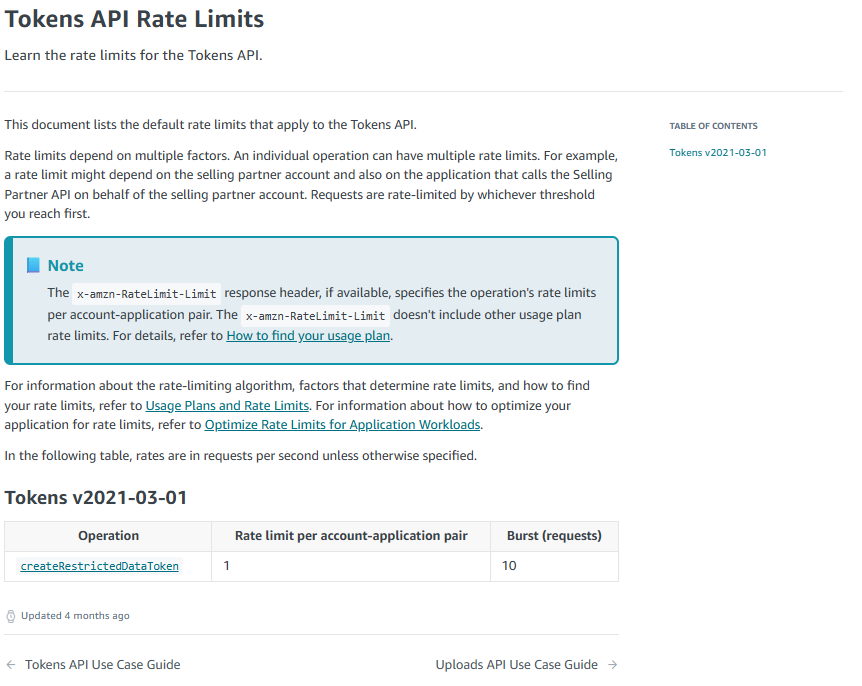 Tokens API Rate Limits
Learn the rate limits for the Tokens API.
This document lists the default rate limits that apply to the Tokens API.
Rate limits depend on multiple factors. An individual operation can have multiple rate limits. For example,
a rate limit might depend on the selling partner account and also on the application that calls the Selling
Partner API on behalf of the selling partner account. Requests are rate-limited by whichever threshold
you reach first.
Note
The x-amzn-RateLimit-Limit response header, if available, specifies the operation's rate limits
per account-application pair. The x-amzn-RateLimit-Limit doesn't include other usage plan
rate limits. For details, refer to How to find your usage plan.
For information about the rate-limiting algorithm, factors that determine rate limits, and how to find
your rate limits, refer to Usage Plans and Rate Limits. For information about how to optimize your
application for rate limits, refer to Optimize Rate Limits for Application Workloads.
In the following table, rates are in requests per second unless otherwise specified.
Tokens v2021-03-01
Operation Rate limit per account-application pair Burst (requests)
createRestrictedDataToken 1 10
Updated 4 months ago
← Tokens API Use Case Guide Uploads API Use Case Guide →
TABLE OF CONTENTS
Tokens v2021-03-01